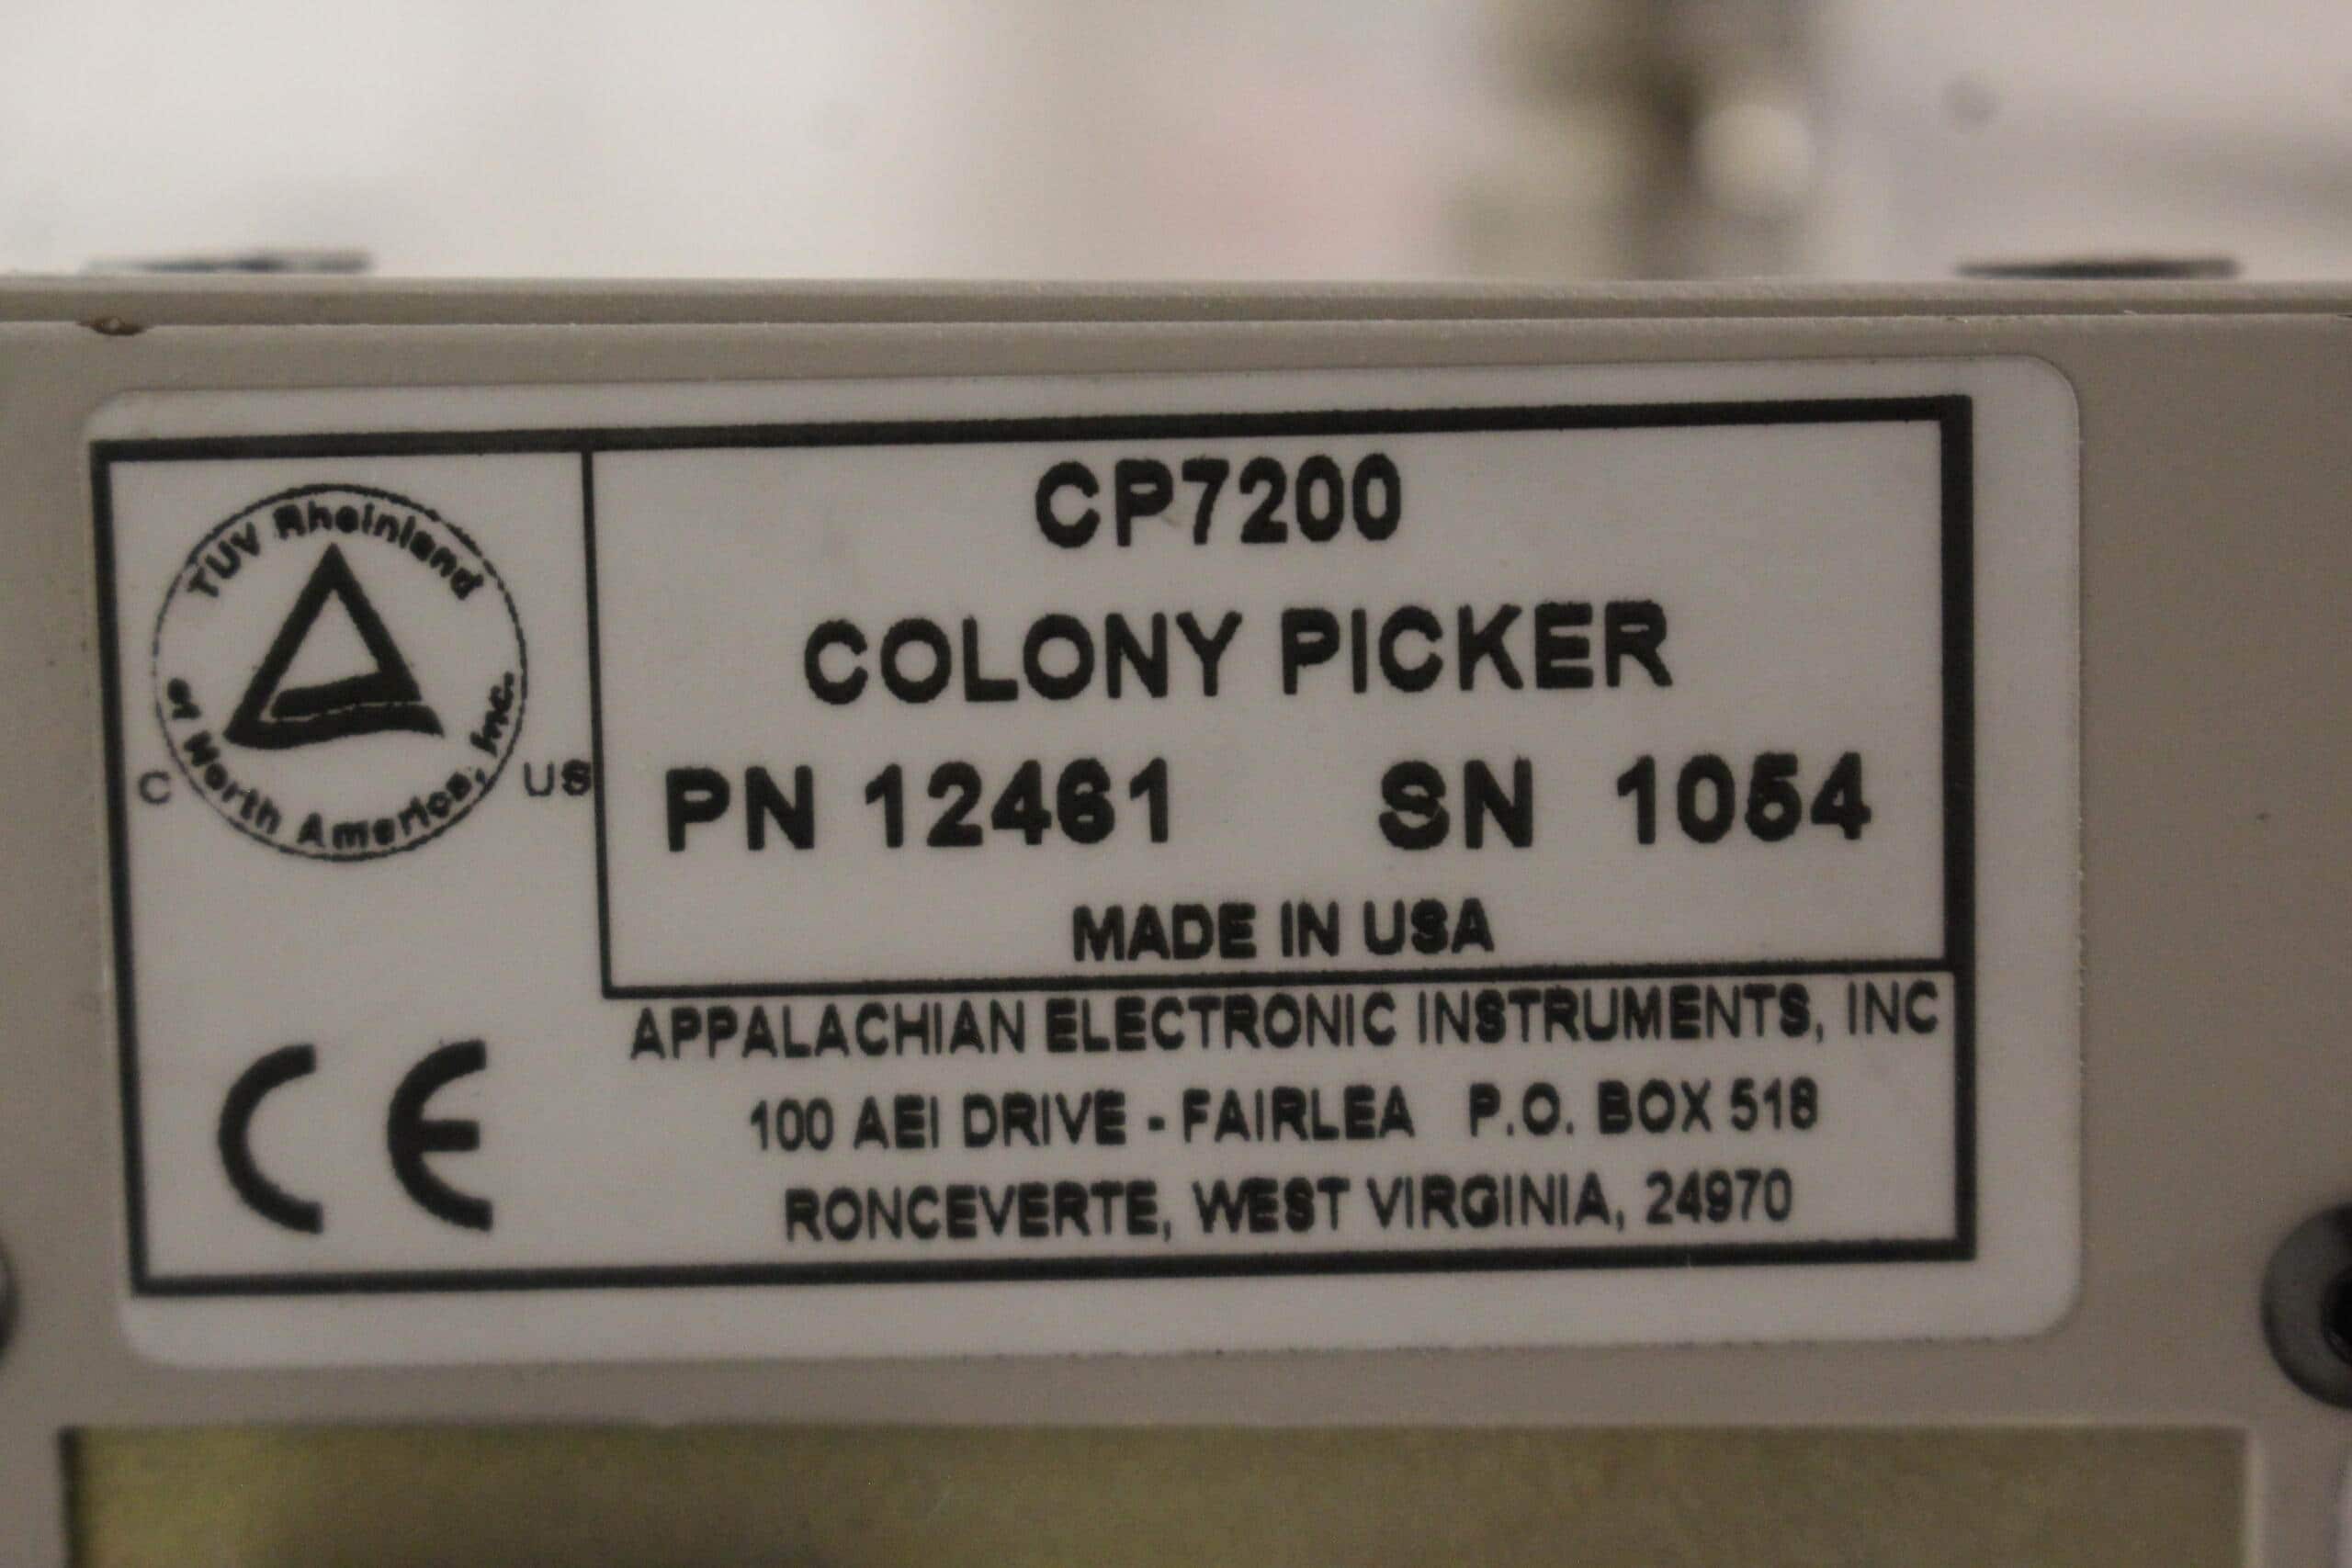 TUV Rheinland
of North America, Inc.
C US
CE
CP7200
COLONY PICKER
PN 12461 SN 1054
MADE IN USA
APPALACHIAN ELECTRONIC INSTRUMENTS, INC
100 AEI DRIVE - FAIRLEA P.O. BOX 518
RONCEVERTE, WEST VIRGINIA, 24970